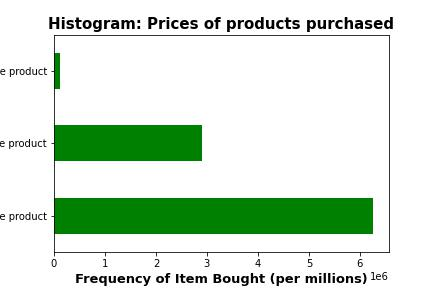 Histogram: Prices of products purchased
e product
e product
e product
0 1 2 3 4 5 6
1e6
Frequency of Item Bought (per millions)